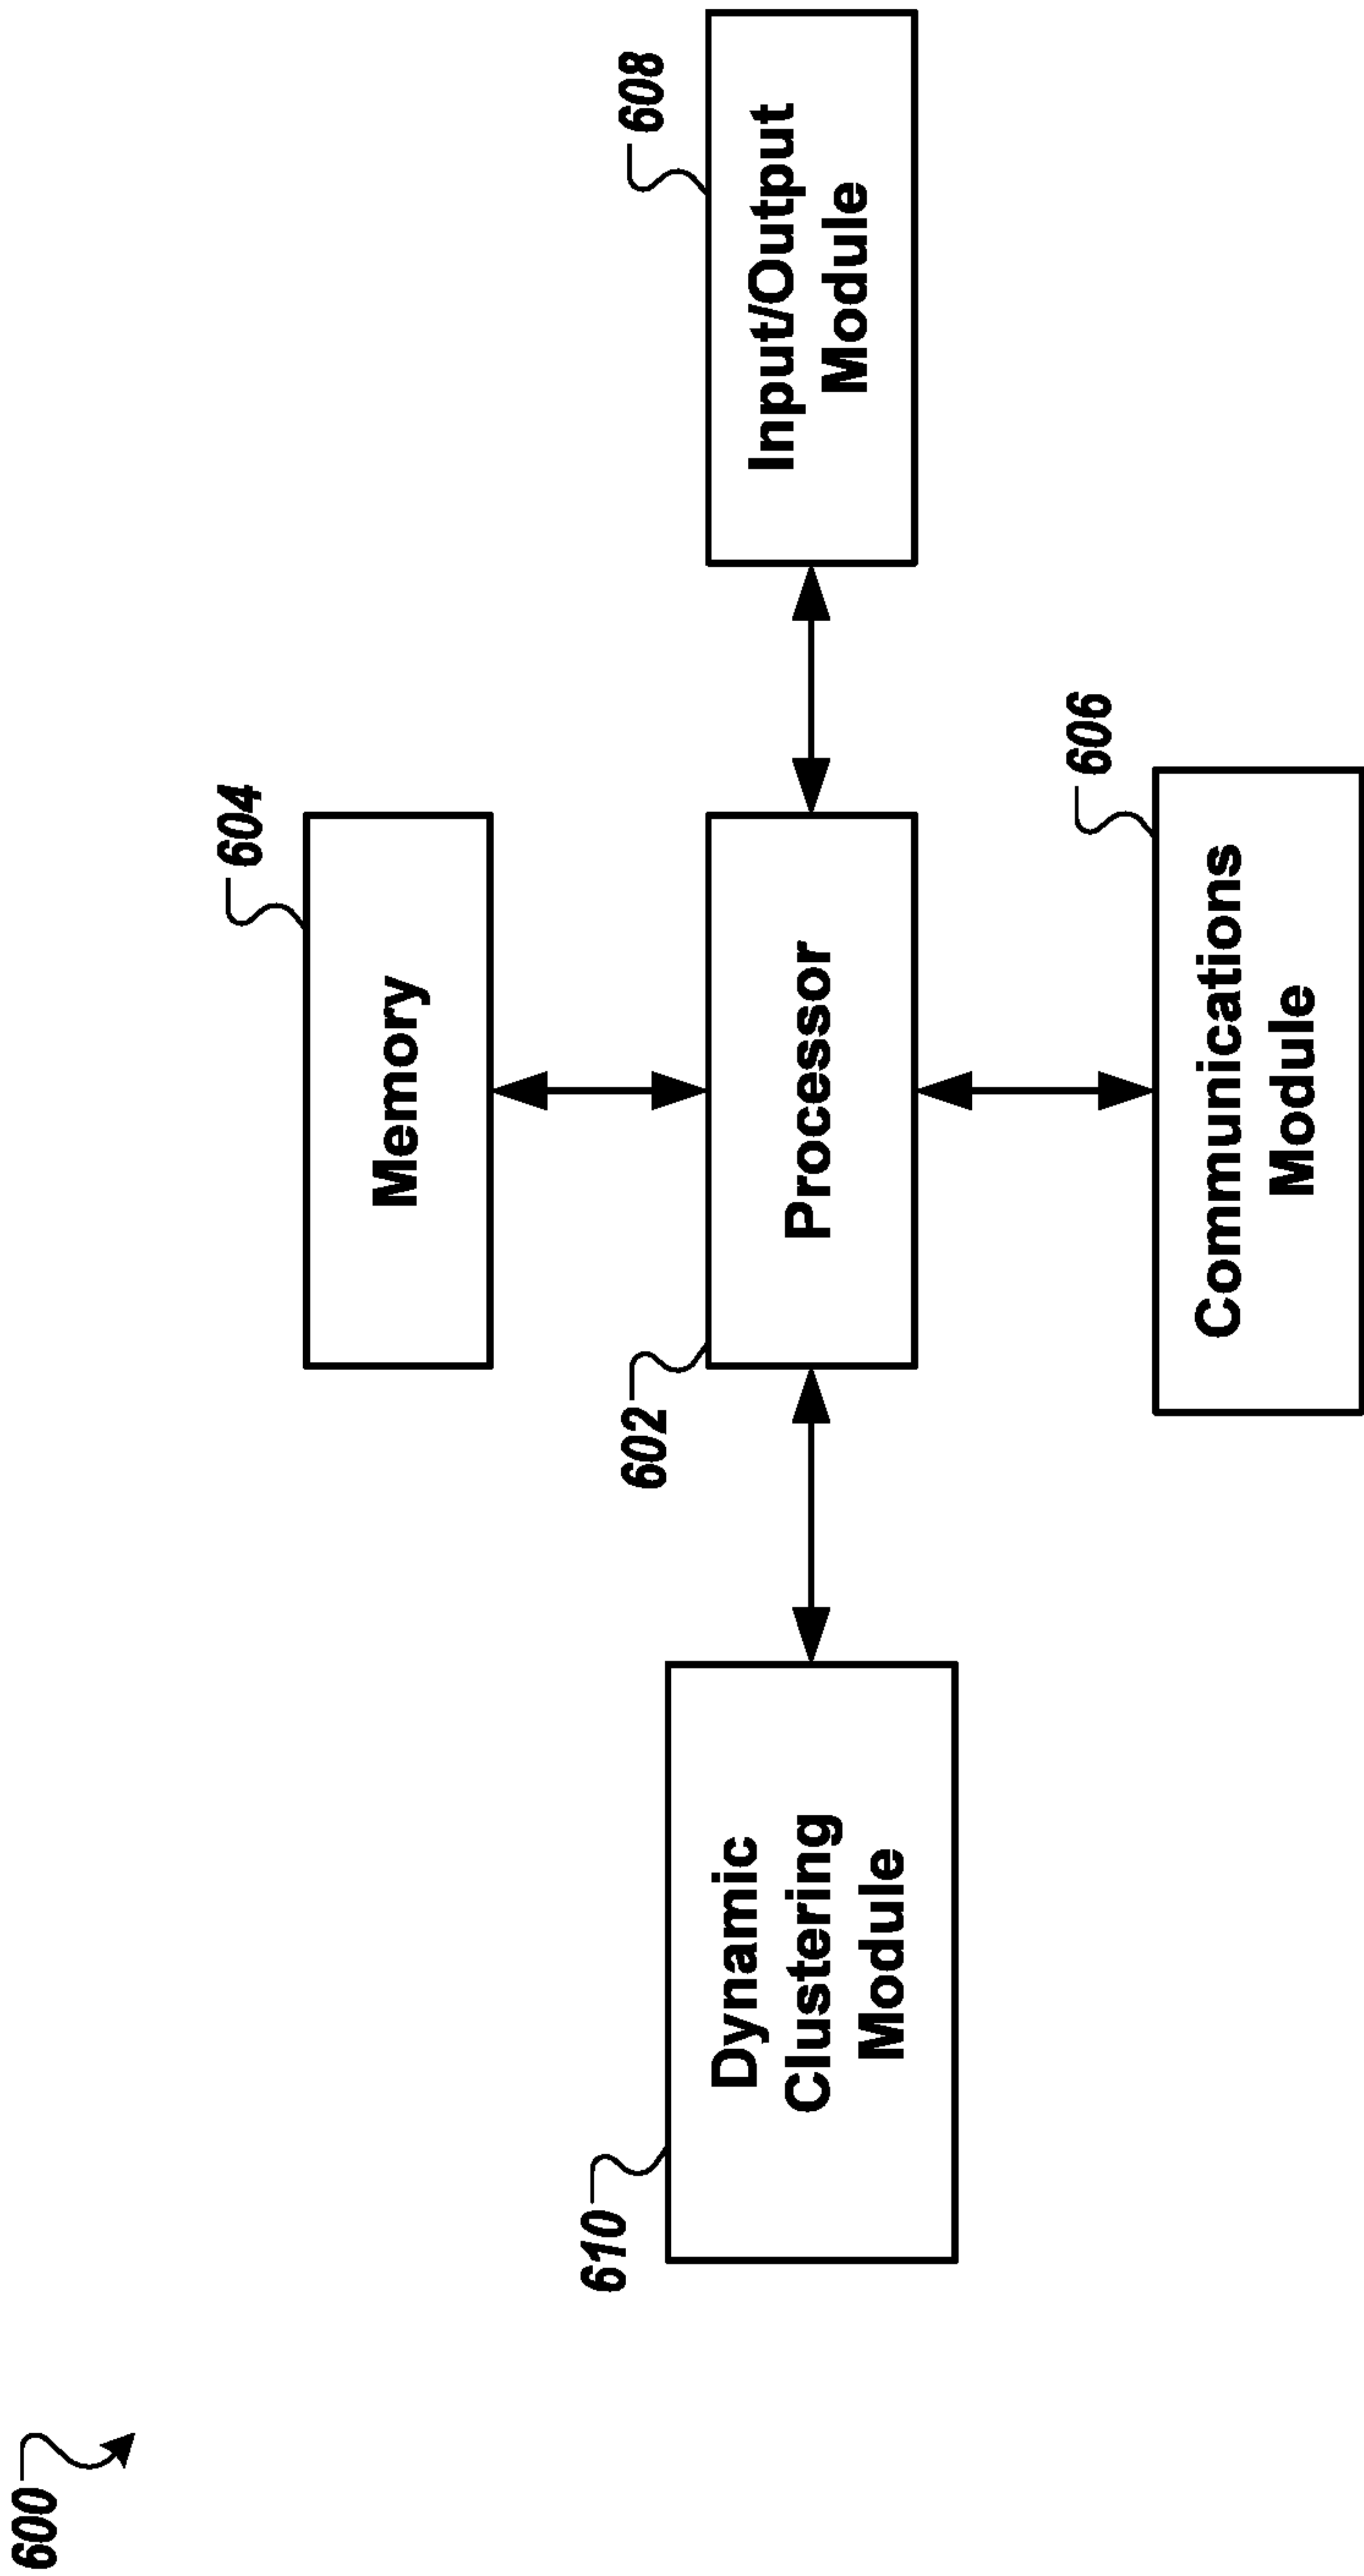 600
604
Memory
610
Dynamic
Clustering
Module
602
Processor
608
Input/Output
Module
606
Communications
Module